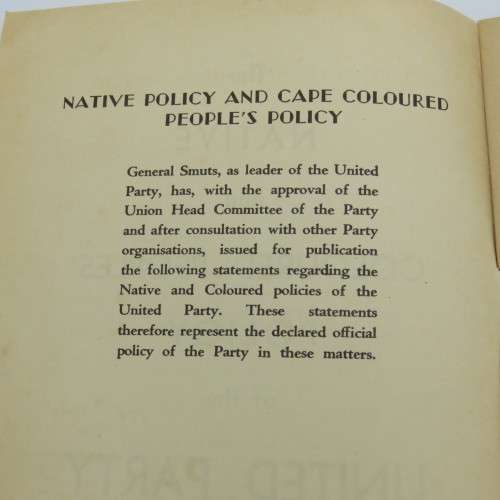 NATIVE POLICY AND CAPE COLOURED
PEOPLE'S POLICY
General Smuts, as leader of the United
Party, has, with the approval of the
Union Head Committee of the Party
and after consultation with other Party
organisations, issued for publication
the following statements regarding the
Native and Coloured policies of the
United Party. These statements
therefore represent the declared official
policy of the Party in these matters.